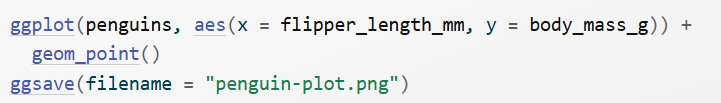 ggplot(penguins, aes(x = flipper_length_mm, y = body_mass_g)) +
  geom_point()
ggsave(filename = "penguin-plot.png")